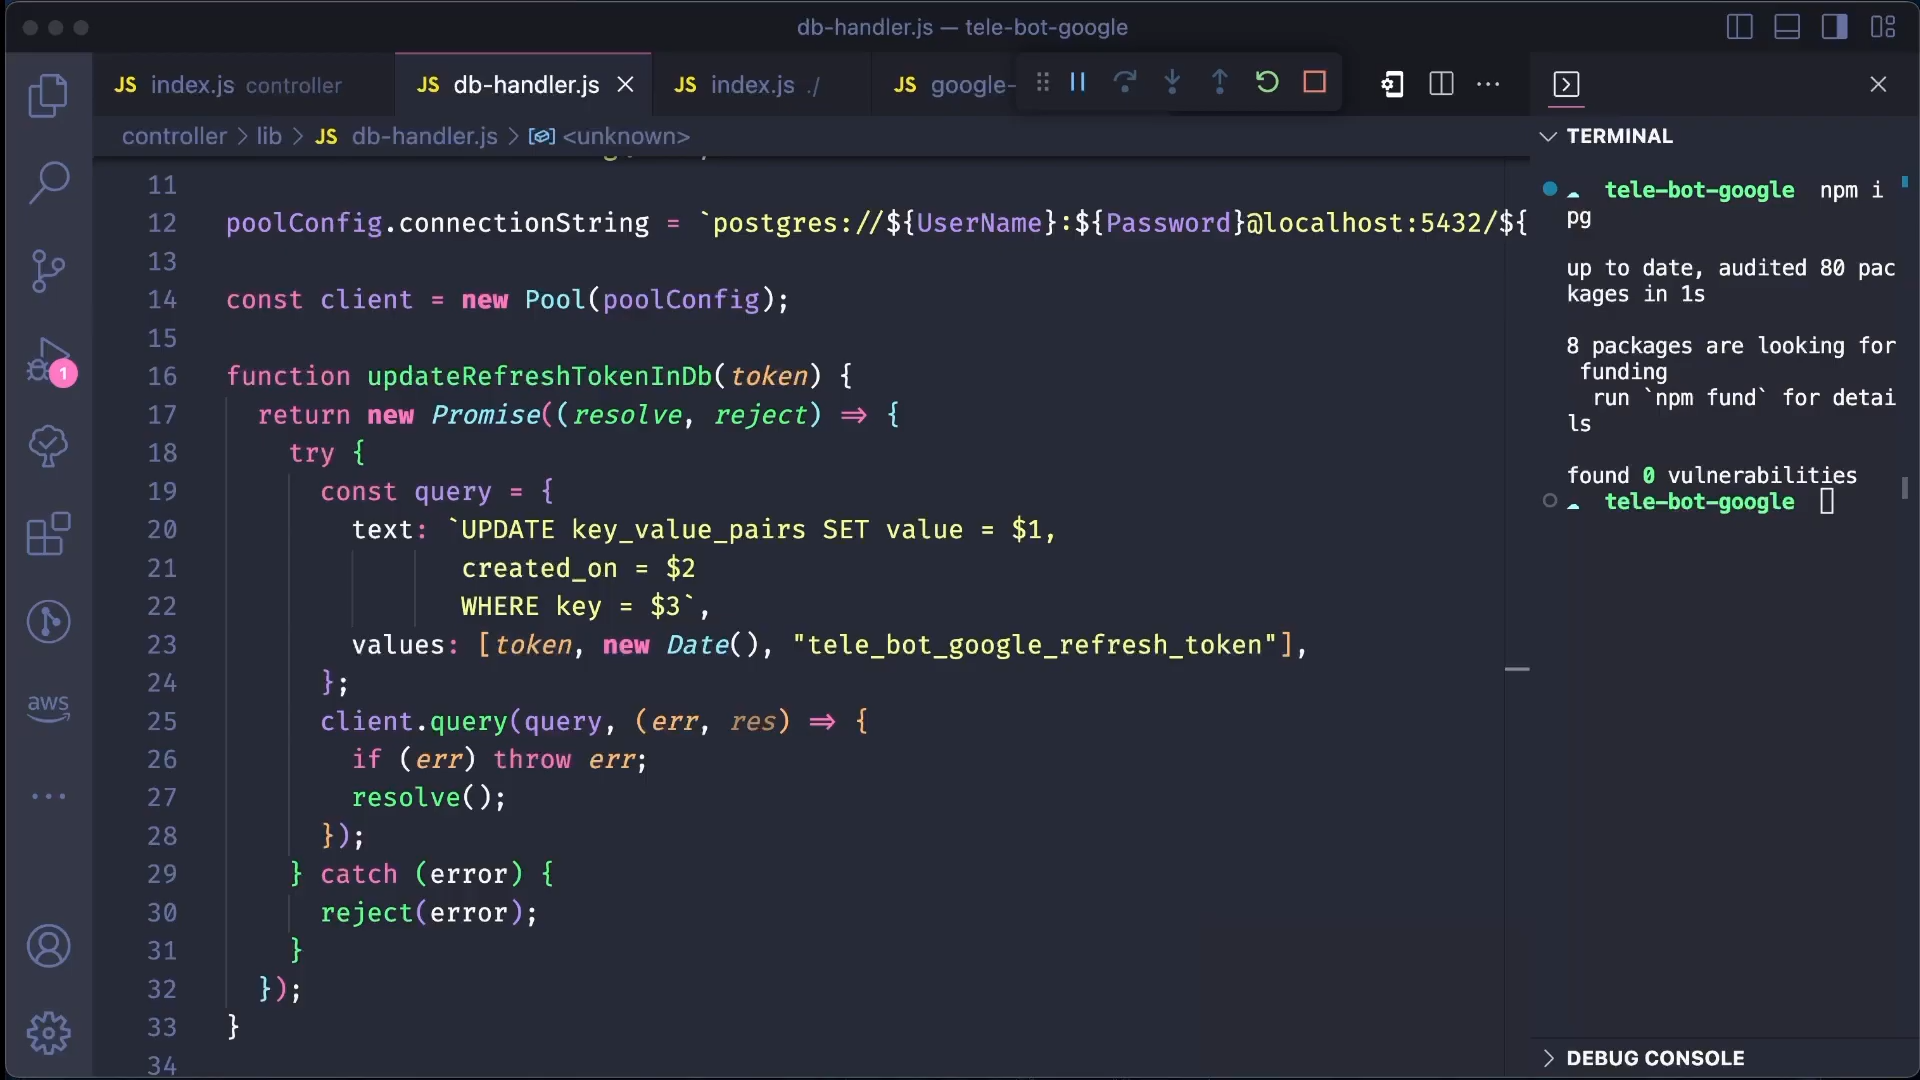 db-handler.js — tele-bot-google
JS index.js controller
JS db-handler.js
JS index.js ./
JS google-
controller > lib > JS db-handler.js > <unknown>
TERMINAL
11
12 poolConfig.connectionString = `postgres://${UserName}:${Password}@localhost:5432/${
13
14 const client = new Pool(poolConfig);
15
16 function updateRefreshTokenInDb(token) {
17 return new Promise((resolve, reject) => {
18 try {
19 const query = {
20 text: `UPDATE key_value_pairs SET value = $1,
21 created_on = $2
22 WHERE key = $3`,
23 values: [token, new Date(), "tele_bot_google_refresh_token"],
24 };
25 client.query(query, (err, res) => {
26 if (err) throw err;
27 resolve();
28 });
29 } catch (error) {
30 reject(error);
31 }
32 });
33 }
34
1
aws
tele-bot-google npm i
pg
up to date, audited 80 pac
kages in 1s
8 packages are looking for
funding
run `npm fund` for detai
ls
found 0 vulnerabilities
tele-bot-google
DEBUG CONSOLE